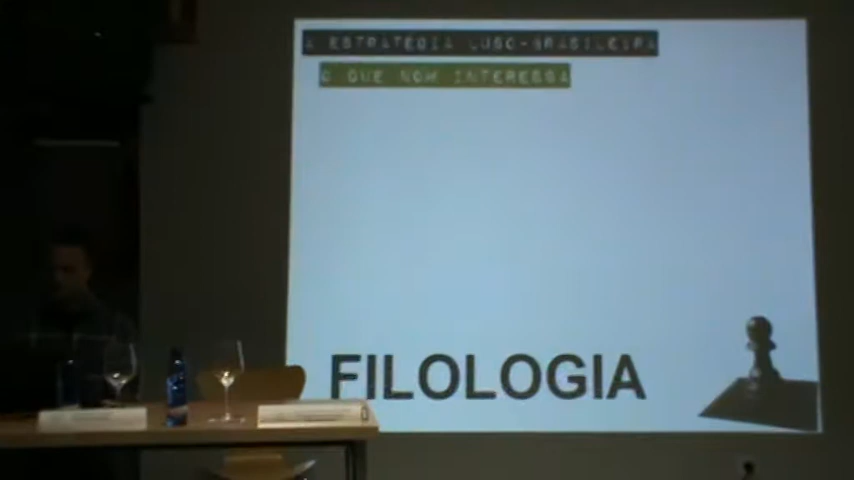 A ESTRATEGIA LUSO-BRASILEIRA
O QUE NOM INTERESSA
FILOLOGIA